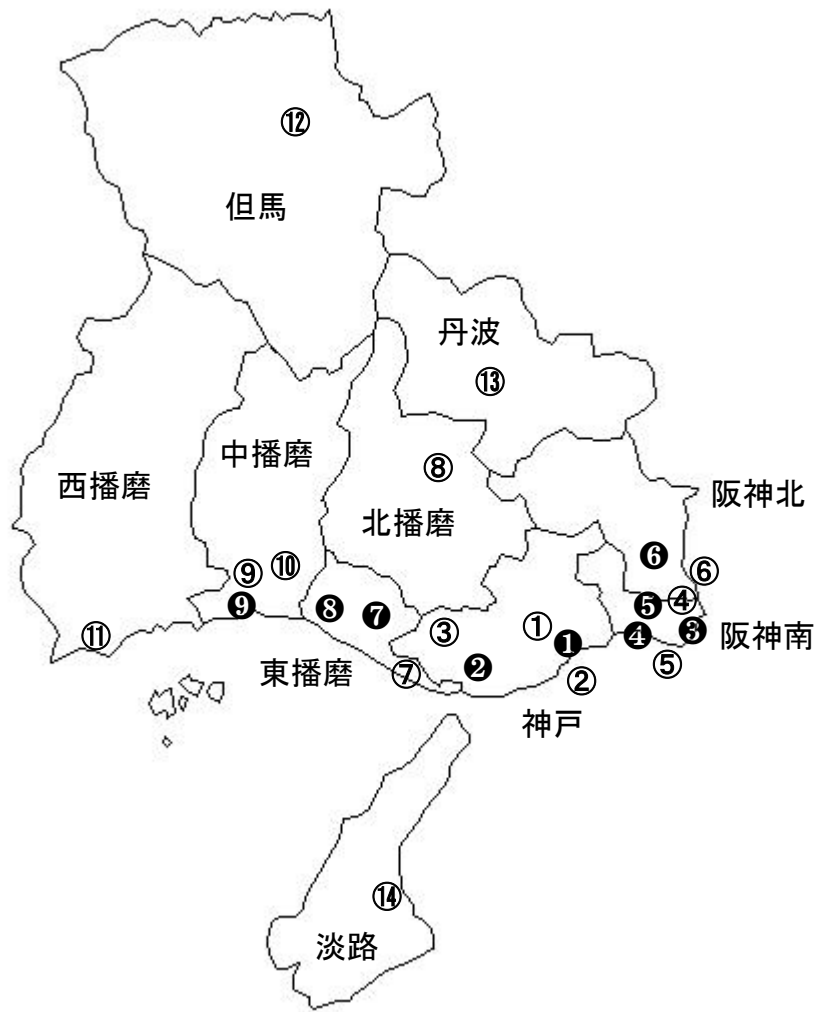 ⑫
但馬
丹波
⑬
中播磨
⑧
西播磨
阪神北
北播磨
❻
⑨
⑩
⑥
❾
❽
❼
❺
④
⑪
③
①
❶
❹
❸
阪神南
東播磨
⑦
❷
②
⑤
神戸
⑭
淡路